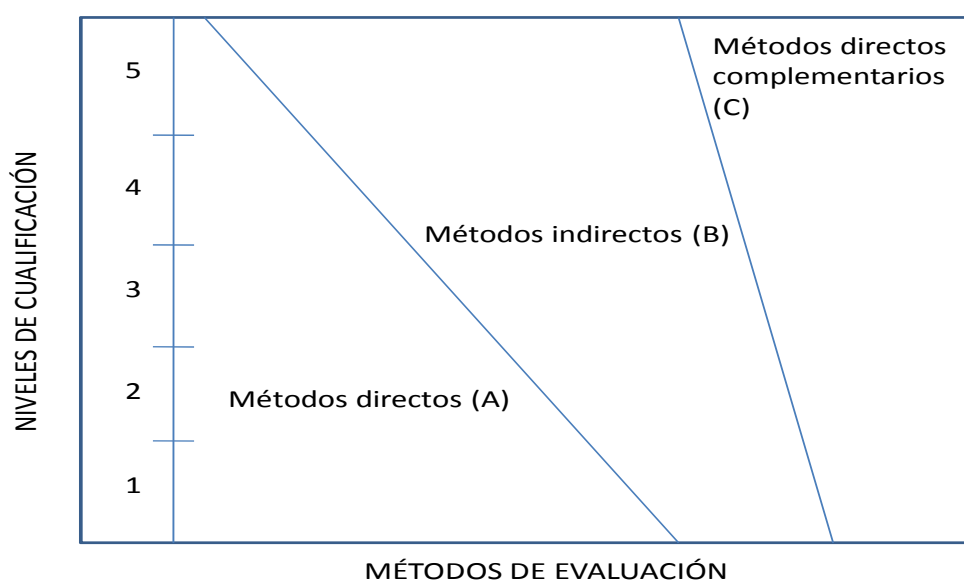 NIVELES DE CUALIFICACIÓN
5
4
3
2
1
Métodos directos
complementarios
(C)
Métodos indirectos (B)
Métodos directos (A)
MÉTODOS DE EVALUACIÓN